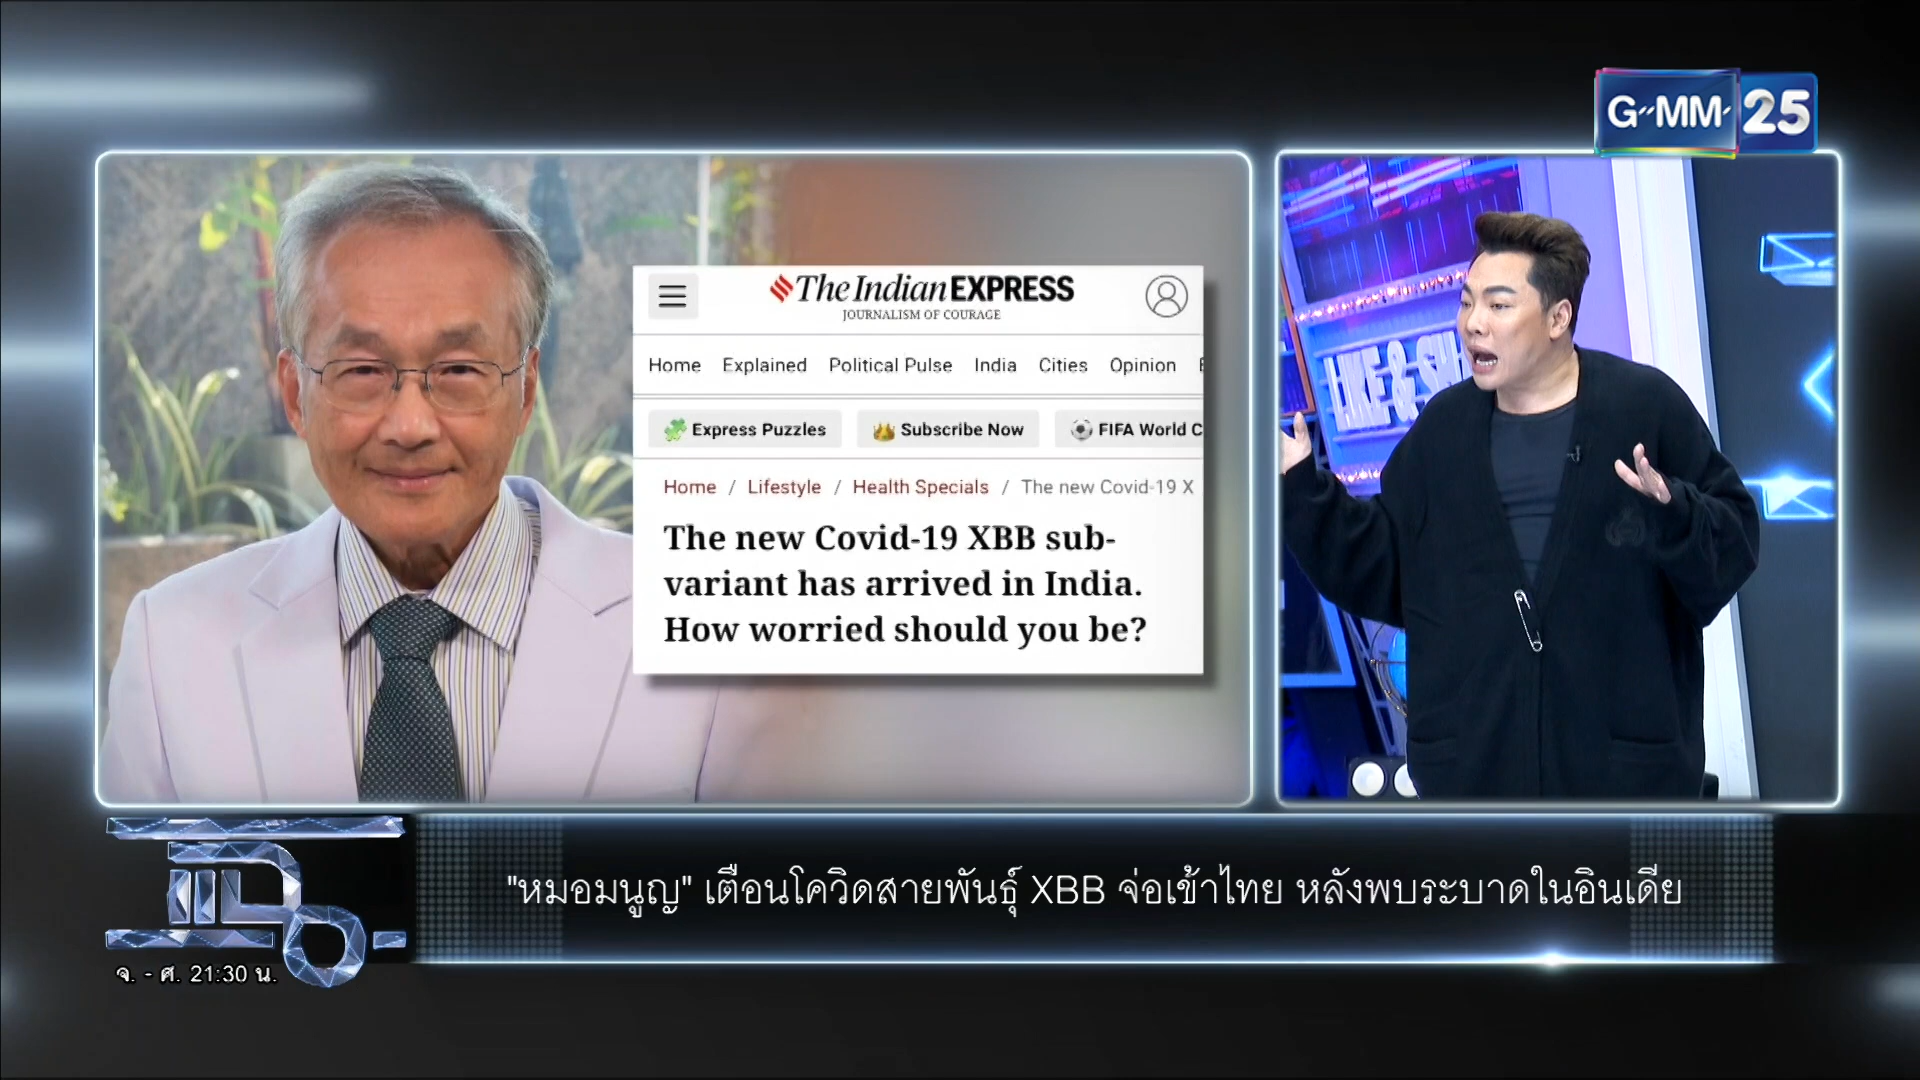 GMM 25
The Indian EXPRESS
JOURNALISM OF COURAGE
Home Explained Political Pulse India Cities Opinion
Express Puzzles Subscribe Now FIFA World C
Home / Lifestyle / Health Specials / The new Covid-19 X
The new Covid-19 XBB sub-
variant has arrived in India.
How worried should you be?
LIKE & SHA
"หมอมนูญ" เตือนโควิดสายพันธุ์ XBB จ่อเข้าไทย หลังพบระบาดในอินเดีย
แฉ
จ. - ศ. 21:30 น.